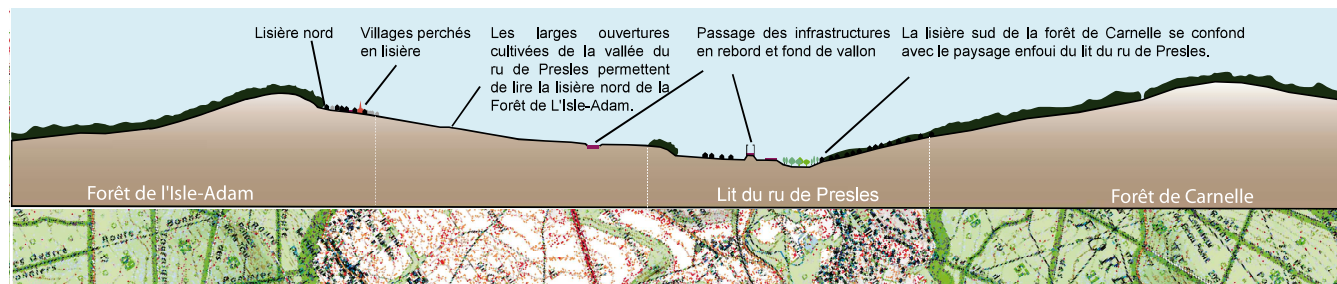 Lisière nord
Villages perchés
en lisière
Les larges ouvertures
cultivées de la vallée du
ru de Presles permettent
de lire la lisière nord de la
Forêt de L'Isle-Adam.
Passage des infrastructures
en rebord et fond de vallon
La lisière sud de la forêt de Carnelle se confond
avec le paysage enfoui du lit du ru de Presles.
Forêt de l'Isle-Adam
Lit du ru de Presles
Forêt de Carnelle